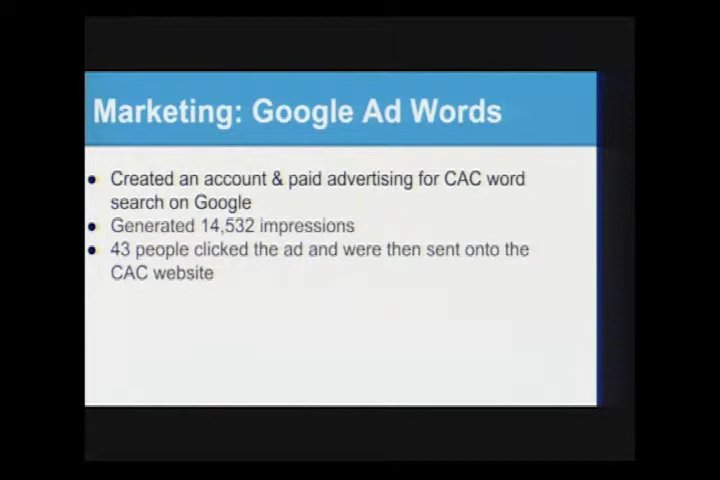 Marketing: Google Ad Words
● Created an account & paid advertising for CAC word
search on Google
● Generated 14,532 impressions
● 43 people clicked the ad and were then sent onto the
CAC website